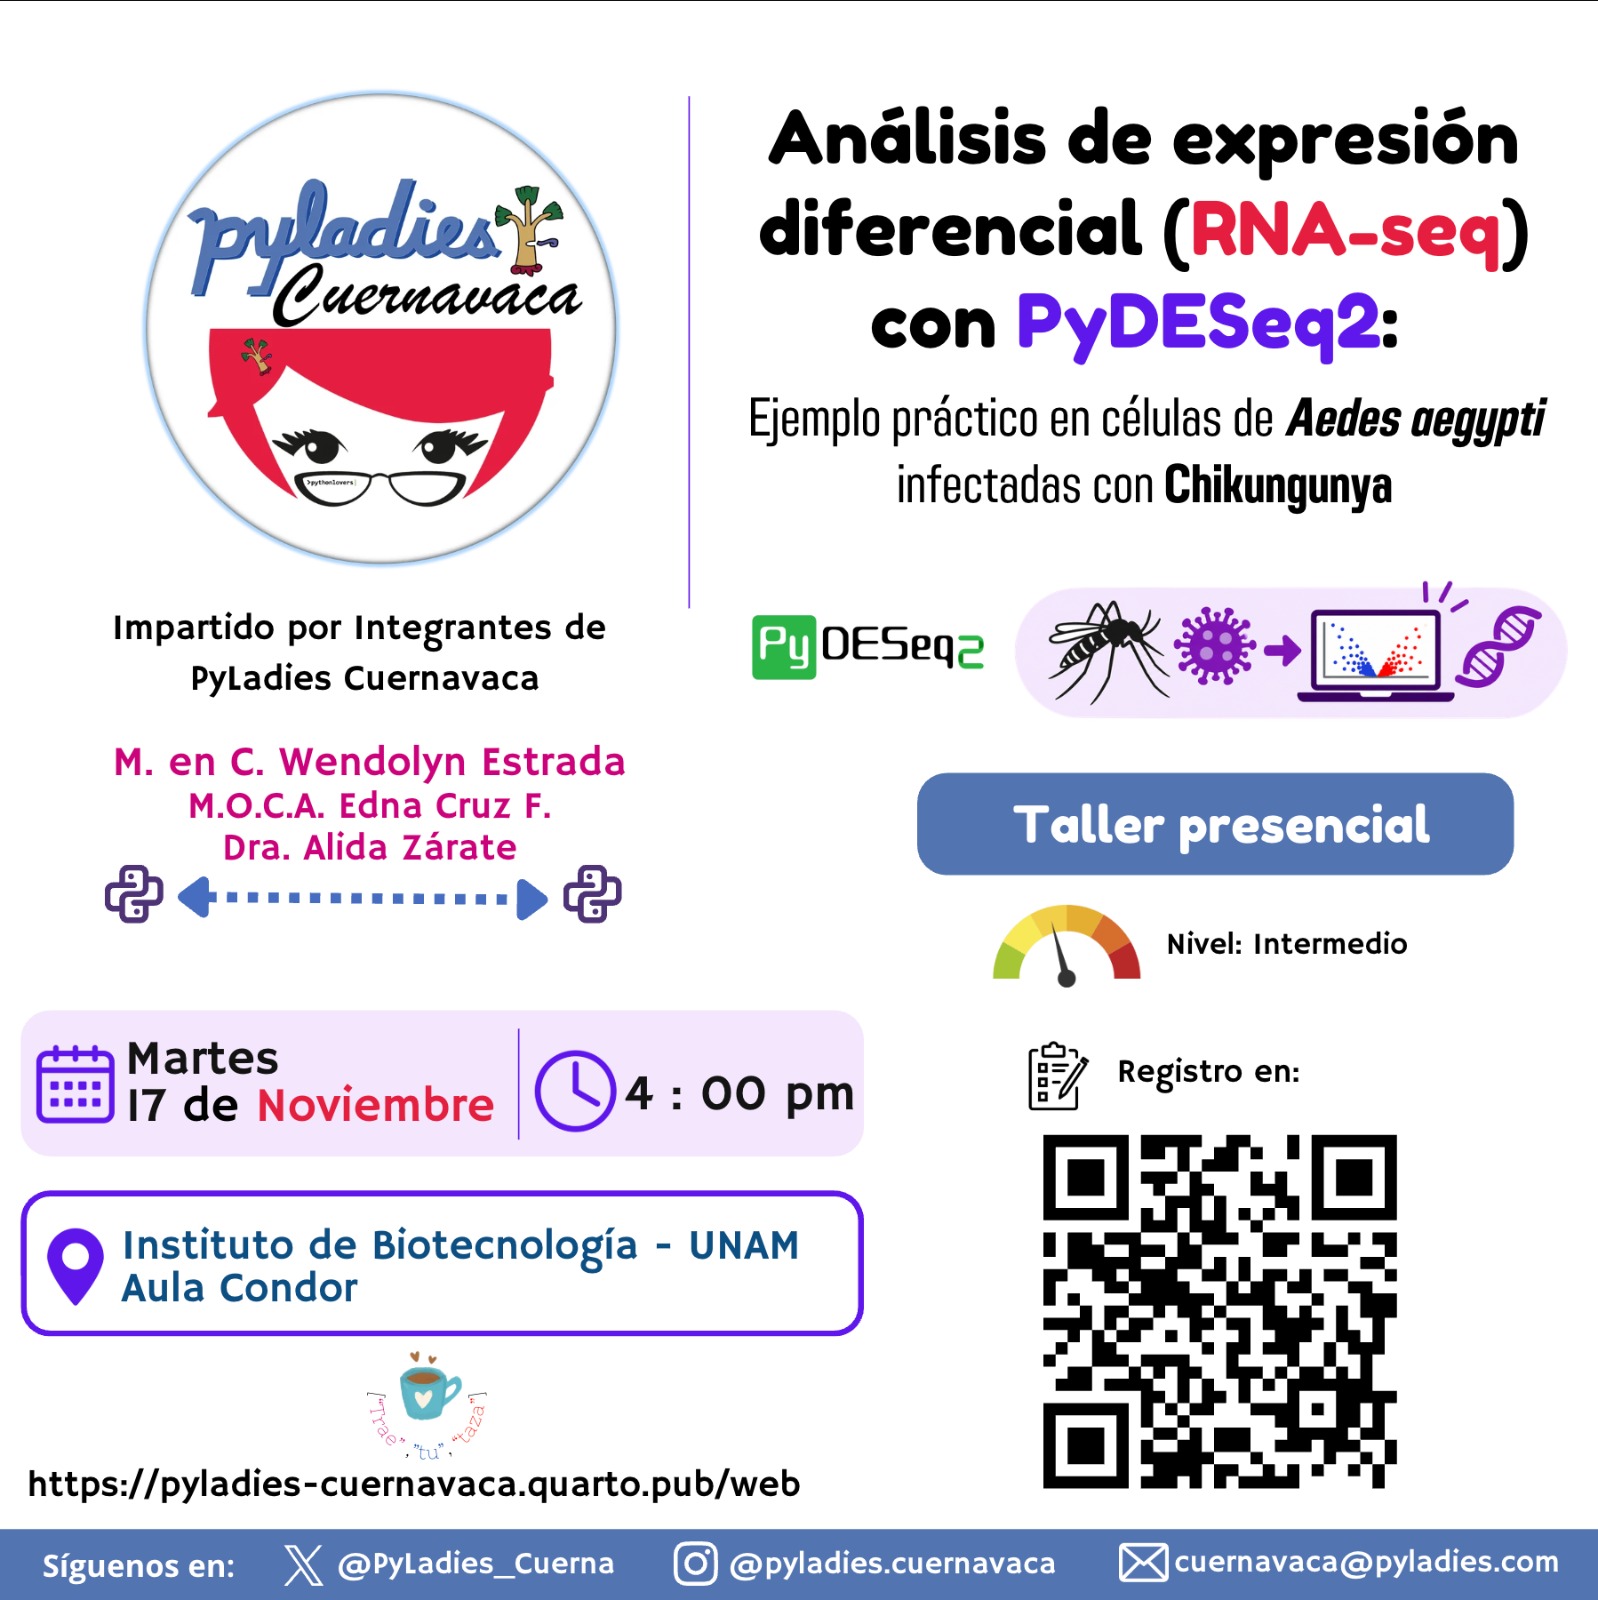 pyladies
Cuernavaca
>pythonlovers|
Análisis de expresión
diferencial (RNA-seq)
con PyDESeq2:
Ejemplo práctico en células de Aedes aegypti
infectadas con Chikungunya
Impartido por Integrantes de
PyLadies Cuernavaca
M. en C. Wendolyn Estrada
M.O.C.A. Edna Cruz F.
Dra. Alida Zárate
PyDESeq2
Taller presencial
Nivel: Intermedio
Martes
17 de Noviembre
4 : 00 pm
Registro en:
Instituto de Biotecnología - UNAM
Aula Condor
["Trae", "tu", "taza"]
https://pyladies-cuernavaca.quarto.pub/web
Síguenos en: @PyLadies_Cuerna @pyladies.cuernavaca cuernavaca@pyladies.com